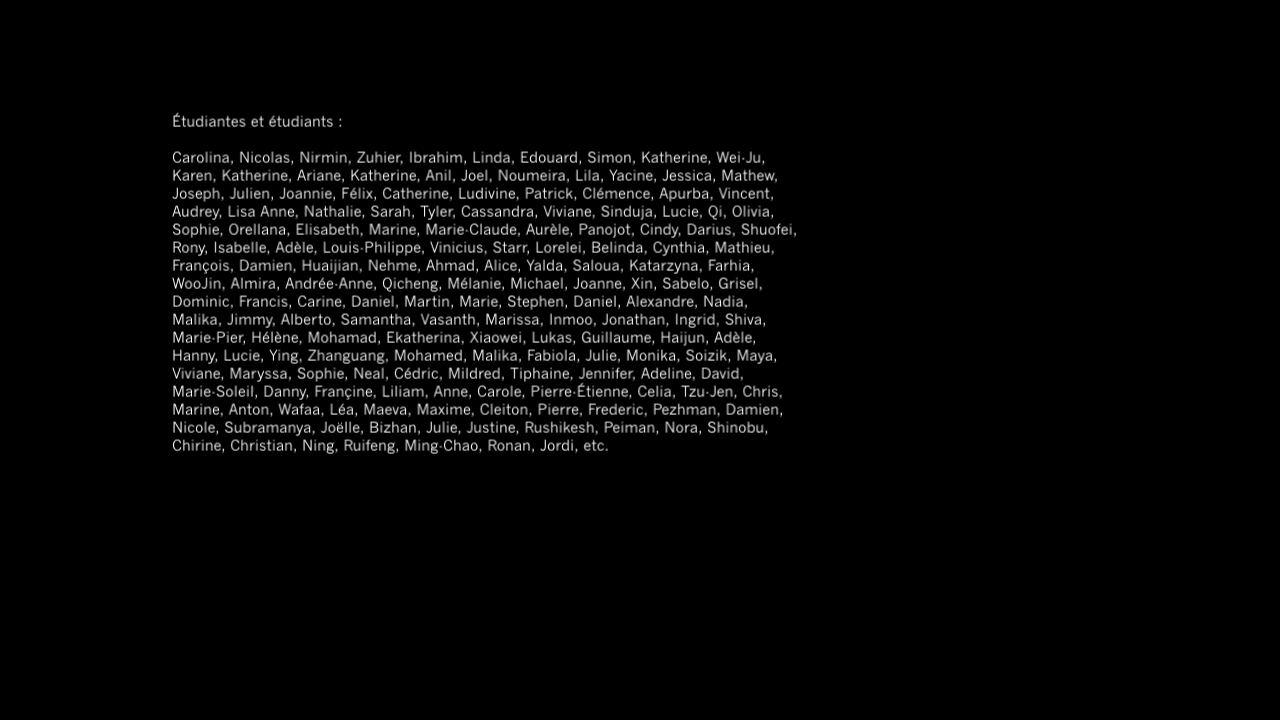 Étudiantes et étudiants :
Carolina, Nicolas, Nirmin, Zuhier, Ibrahim, Linda, Edouard, Simon, Katherine, Wei-Ju,
Karen, Katherine, Ariane, Katherine, Anil, Joel, Noumeira, Lila, Yacine, Jessica, Mathew,
Joseph, Julien, Joannie, Félix, Catherine, Ludivine, Patrick, Clémence, Apurba, Vincent,
Audrey, Lisa Anne, Nathalie, Sarah, Tyler, Cassandra, Viviane, Sinduja, Lucie, Qi, Olivia,
Sophie, Orellana, Elisabeth, Marine, Marie-Claude, Aurèle, Panojot, Cindy, Darius, Shuofei,
Rony, Isabelle, Adèle, Louis-Philippe, Vinicius, Starr, Lorelei, Belinda, Cynthia, Mathieu,
François, Damien, Huaijian, Nehme, Ahmad, Alice, Yalda, Saloua, Katarzyna, Farhia,
WooJin, Almira, Andrée-Anne, Qicheng, Mélanie, Michael, Joanne, Xin, Sabelo, Grisel,
Dominic, Francis, Carine, Daniel, Martin, Marie, Stephen, Daniel, Alexandre, Nadia,
Malika, Jimmy, Alberto, Samantha, Vasanth, Marissa, Inmoo, Jonathan, Ingrid, Shiva,
Marie-Pier, Hélène, Mohamad, Ekatherina, Xiaowei, Lukas, Guillaume, Haijun, Adèle,
Hanny, Lucie, Ying, Zhanguang, Mohamed, Malika, Fabiola, Julie, Monika, Soizik, Maya,
Viviane, Maryssa, Sophie, Neal, Cédric, Mildred, Tiphaine, Jennifer, Adeline, David,
Marie-Soleil, Danny, Françine, Liliam, Anne, Carole, Pierre-Étienne, Celia, Tzu-Jen, Chris,
Marine, Anton, Wafaa, Léa, Maeva, Maxime, Cleiton, Pierre, Frederic, Pezhman, Damien,
Nicole, Subramanya, Joëlle, Bizhan, Julie, Justine, Rushikesh, Peiman, Nora, Shinobu,
Chirine, Christian, Ning, Ruifeng, Ming-Chao, Ronan, Jordi, etc.